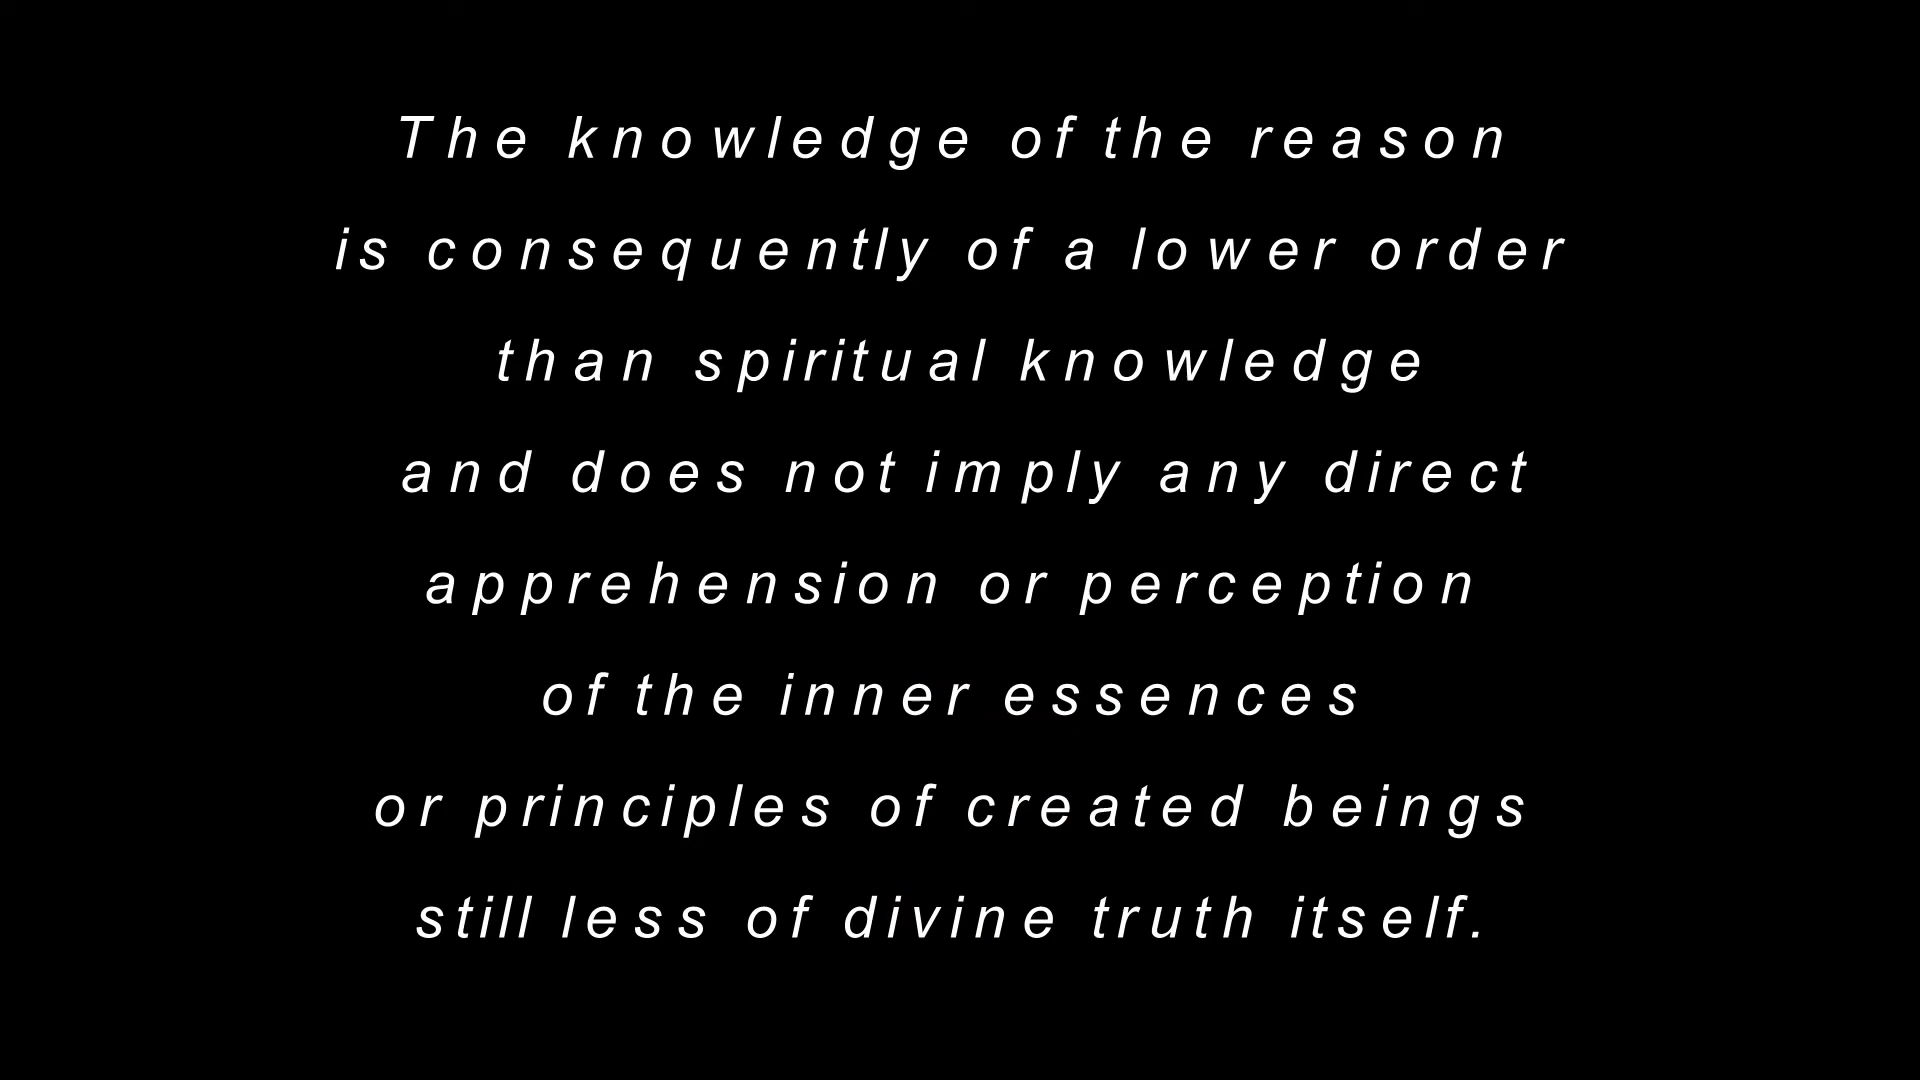 The knowledge of the reason
is consequently of a lower order
than spiritual knowledge
and does not imply any direct
apprehension or perception
of the inner essences
or principles of created beings
still less of divine truth itself.